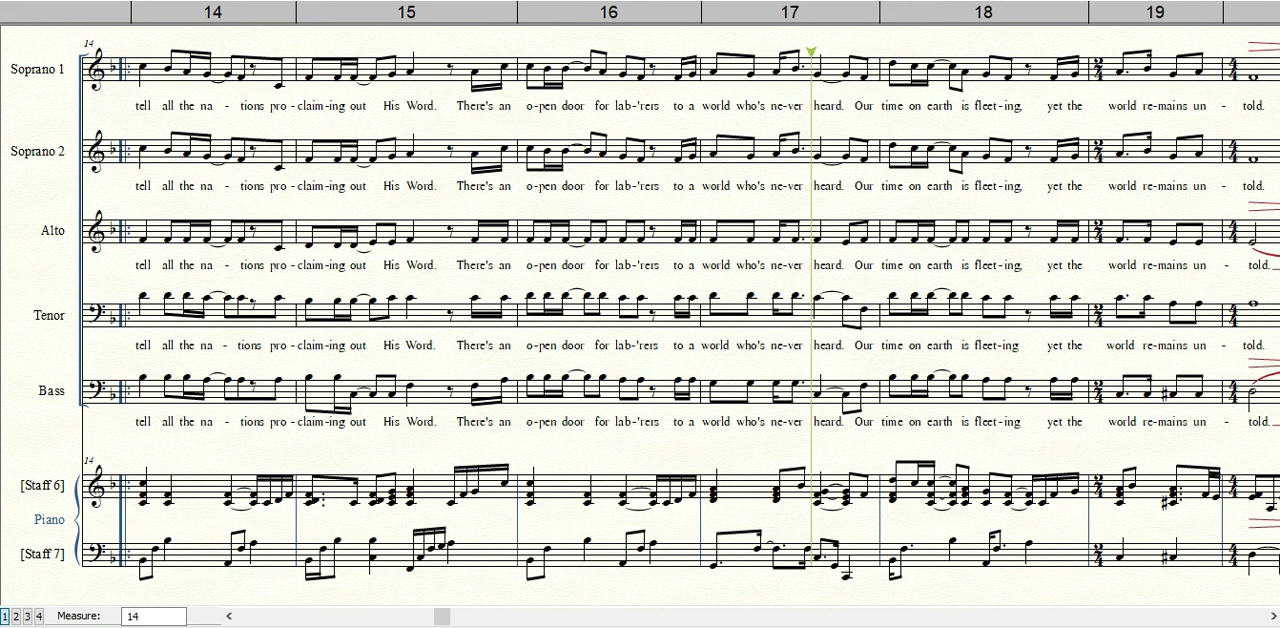 14 15 16 17 18 19
14
Soprano 1
tell all the na - tions pro - claim-ing out His Word. There's an o-pen door for lab-'rers to a world who's ne-ver heard. Our time on earth is fleet-ing, yet the world re-mains un - told.
Soprano 2
tell all the na - tions pro - claim-ing out His Word. There's an o-pen door for lab-'rers to a world who's ne-ver heard. Our time on earth is fleet-ing, yet the world re-mains un - told.
Alto
tell all the na - tions pro - claim-ing out His Word. There's an o-pen door for lab-'rers to a world who's ne-ver heard. Our time on earth is fleet-ing, yet the world re-mains un - told.
Tenor
tell all the na - tions pro - claim-ing out His Word. There's an o-pen door for lab-'rers to a world who's ne-ver heard. Our time on earth is fleet-ing yet the world re-mains un - told.
Bass
tell all the na - tions pro - claim-ing out His Word. There's an o-pen door for lab-'rers to a world who's ne-ver heard. Our time on earth is fleet-ing yet the world re-mains un - told.
14
[Staff 6]
Piano
[Staff 7]
1 2 3 4 Measure: 14